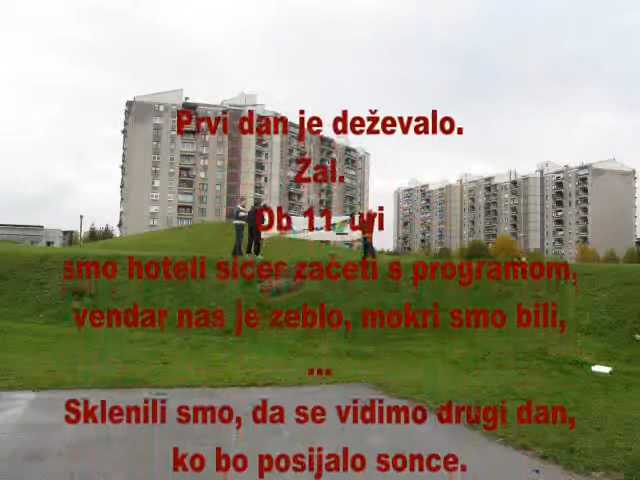 Prvi dan je deževalo.
Žal.
Ob 11. uri
smo hoteli sicer začeti s programom,
vendar nas je zeblo, mokri smo bili,
...
Sklenili smo, da se vidimo drugi dan,
ko bo posijalo sonce.